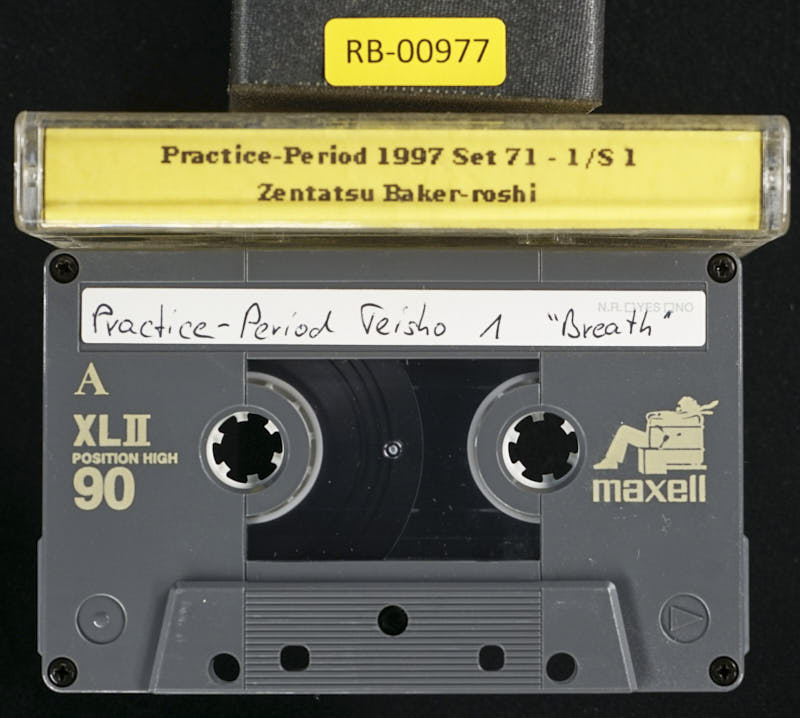 RB-00977
Practice-Period 1997 Set 71 - 1/S 1
Zentatsu Baker-roshi
N.R. YES NO
Practice-Period Teisho 1 "Breath"
A
XLII
POSITION HIGH
90
maxell